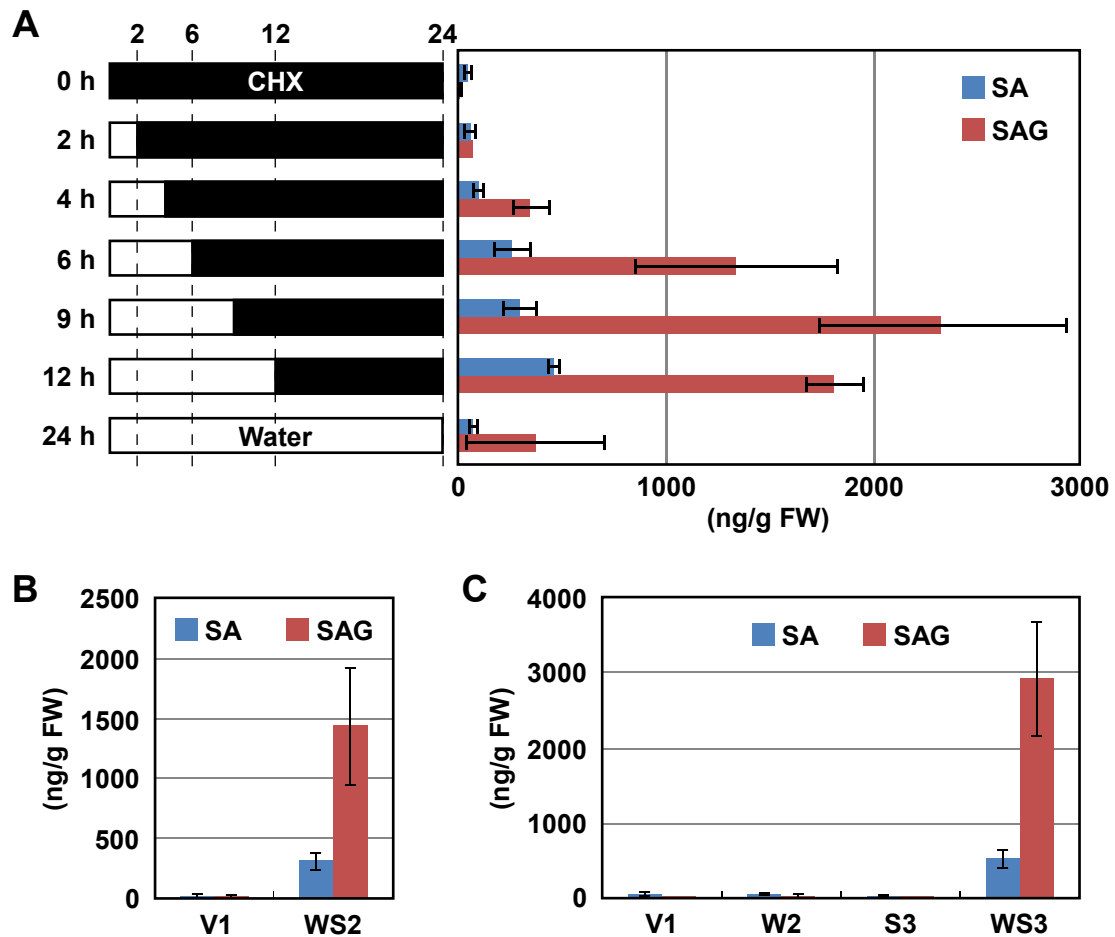 A
2 6 12 24
0 h CHX
2 h
4 h
6 h
9 h
12 h
24 h Water
SA
SAG
0 1000 2000 3000
(ng/g FW)
B
2500
2000
1500
1000
500
0
(ng/g FW)
SA SAG
V1 WS2
C
4000
3000
2000
1000
0
(ng/g FW)
SA SAG
V1 W2 S3 WS3